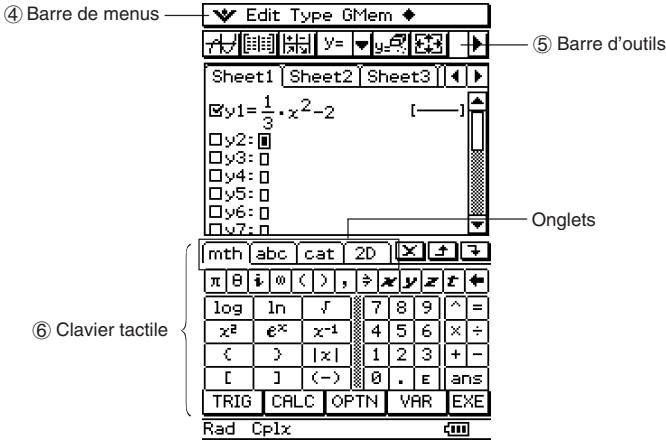 ④ Barre de menus
Edit Type GMem ◆
y= ▼
⑤ Barre d'outils
Sheet1 Sheet2 Sheet3
y1=1/3·x²−2 [——]
y2:
y3:
y4:
y5:
y6:
y7:
Onglets
mth abc cat 2D
π θ i ∞ ( ) , ⇒ x y z t ←
log ln √ 7 8 9 ^ =
x² eˣ x⁻¹ 4 5 6 × ÷
⑥ Clavier tactile
{ } |x| 1 2 3 + −
[ ] (−) 0 . E ans
TRIG CALC OPTN VAR EXE
Rad Cplx